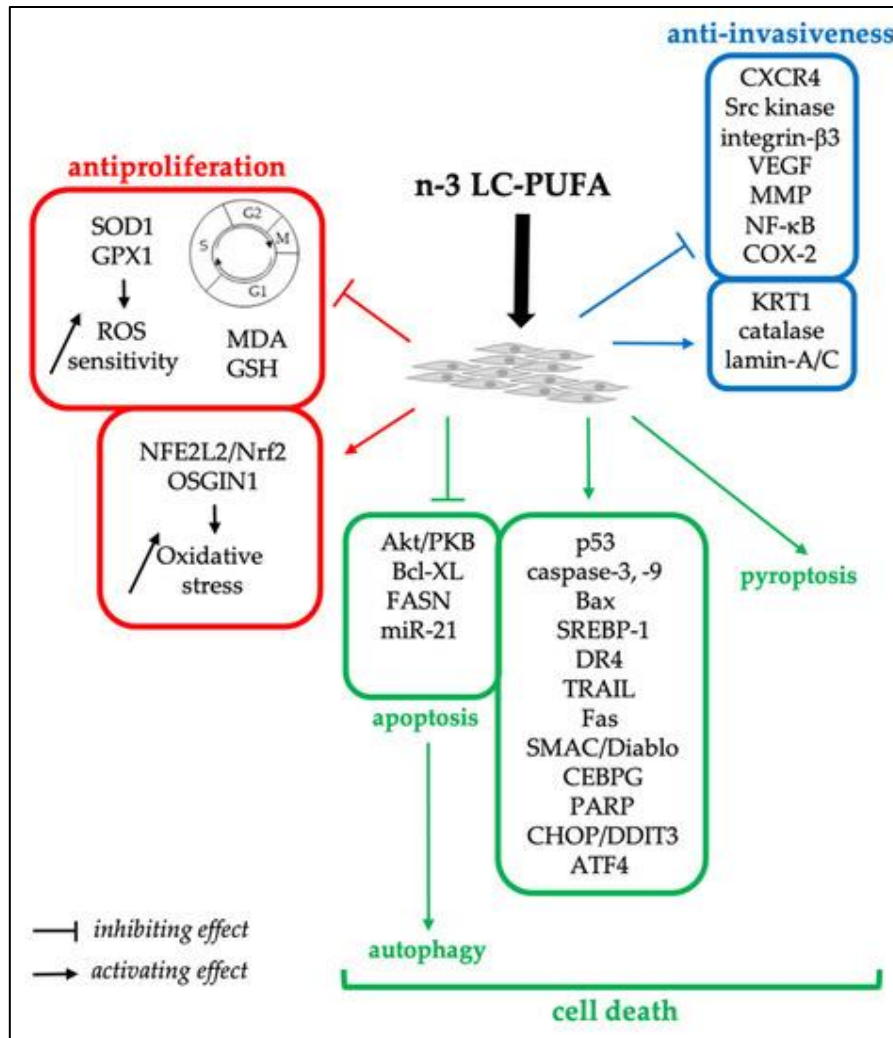 anti-invasiveness
CXCR4
Src kinase
integrin-β3
VEGF
MMP
NF-κB
COX-2
KRT1
catalase
lamin-A/C
n-3 LC-PUFA
antiproliferation
SOD1
GPX1
ROS
sensitivity
G2
M
S
G1
MDA
GSH
NFE2L2/Nrf2
OSGIN1
Oxidative
stress
Akt/PKB
Bcl-XL
FASN
miR-21
apoptosis
autophagy
p53
caspase-3, -9
Bax
SREBP-1
DR4
TRAIL
Fas
SMAC/Diablo
CEBPG
PARP
CHOP/DDIT3
ATF4
pyroptosis
cell death
inhibiting effect
activating effect